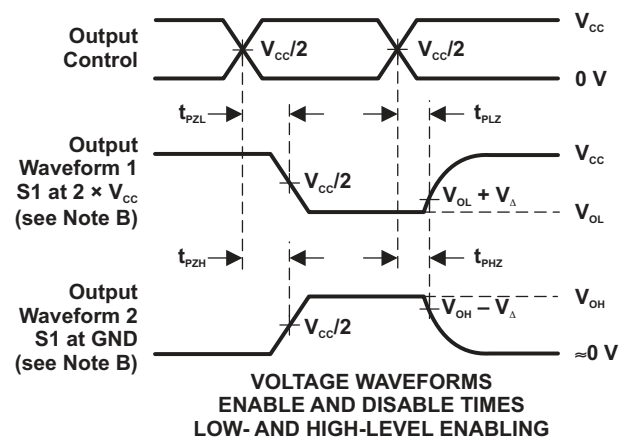 Output
Control
V_CC/2
V_CC/2
V_CC
0 V
t_PZL
t_PLZ
Output
Waveform 1
S1 at 2 × V_CC
(see Note B)
V_CC/2
V_OL + V_Δ
V_CC
V_OL
t_PZH
t_PHZ
Output
Waveform 2
S1 at GND
(see Note B)
V_CC/2
V_OH – V_Δ
V_OH
≈0 V
VOLTAGE WAVEFORMS
ENABLE AND DISABLE TIMES
LOW- AND HIGH-LEVEL ENABLING